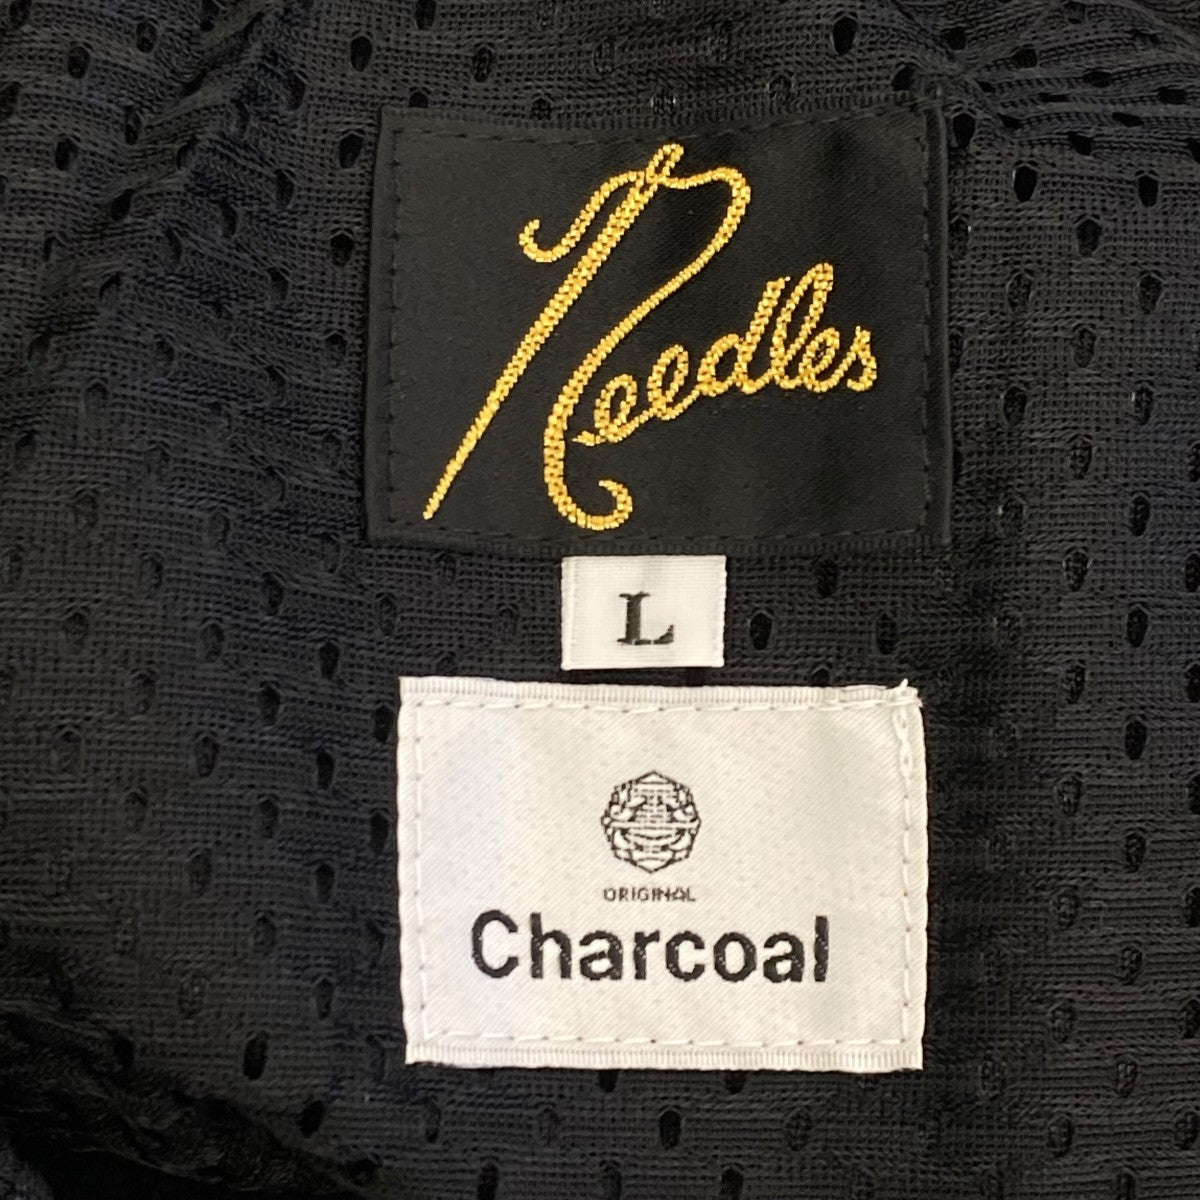 Needles
L
ORIGINAL
Charcoal